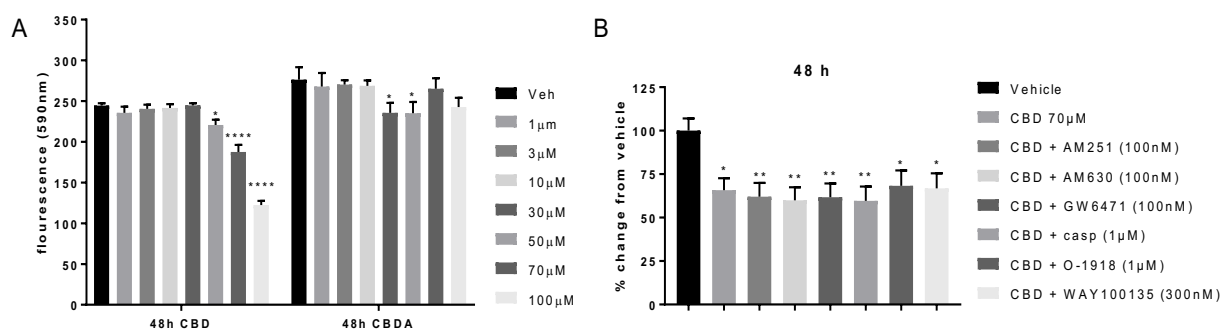 A
flourescence (590nm)
350
300
250
200
150
100
50
0
*
****
****
*
*
48h CBD
48h CBDA
Veh
1µm
3µM
10µM
30µM
50µM
70µM
100µM
B
48 h
% change from vehicle
125
100
75
50
25
0
*
**
**
**
**
*
*
Vehicle
CBD 70µM
CBD + AM251 (100nM)
CBD + AM630 (100nM)
CBD + GW6471 (100nM)
CBD + casp (1µM)
CBD + O-1918 (1µM)
CBD + WAY100135 (300nM)